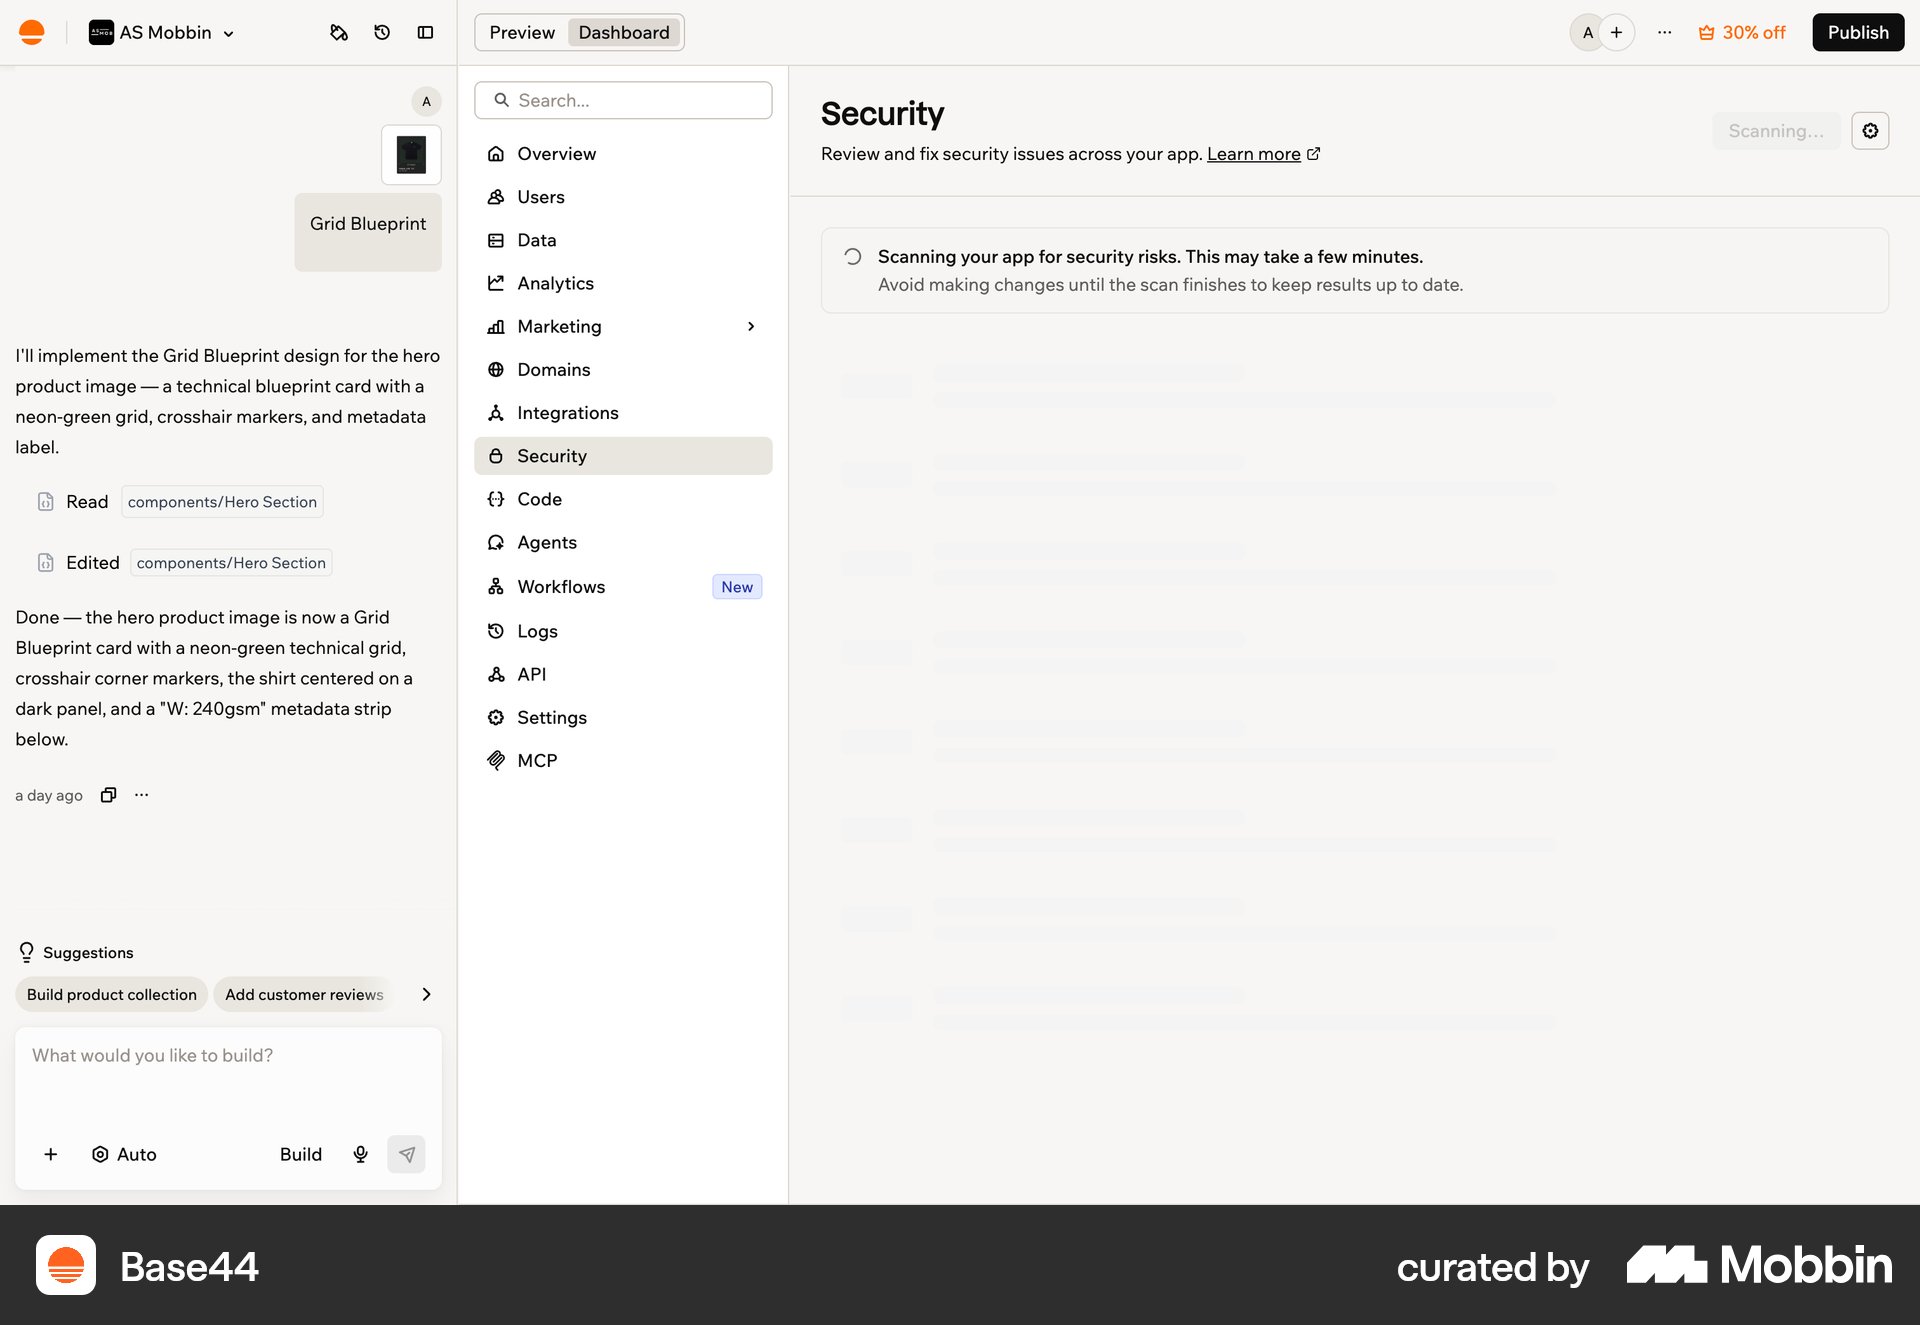 AS Mobbin
Preview
Dashboard
A
30% off
Publish
A
Grid Blueprint
I'll implement the Grid Blueprint design for the hero
product image — a technical blueprint card with a
neon-green grid, crosshair markers, and metadata
label.
Read components/Hero Section
Edited components/Hero Section
Done — the hero product image is now a Grid
Blueprint card with a neon-green technical grid,
crosshair corner markers, the shirt centered on a
dark panel, and a "W: 240gsm" metadata strip
below.
a day ago
Suggestions
Build product collection
Add customer reviews
What would you like to build?
Auto
Build
Search...
Overview
Users
Data
Analytics
Marketing
Domains
Integrations
Security
Code
Agents
Workflows New
Logs
API
Settings
MCP
Security
Review and fix security issues across your app. Learn more
Scanning...
Scanning your app for security risks. This may take a few minutes.
Avoid making changes until the scan finishes to keep results up to date.
Base44
curated by Mobbin